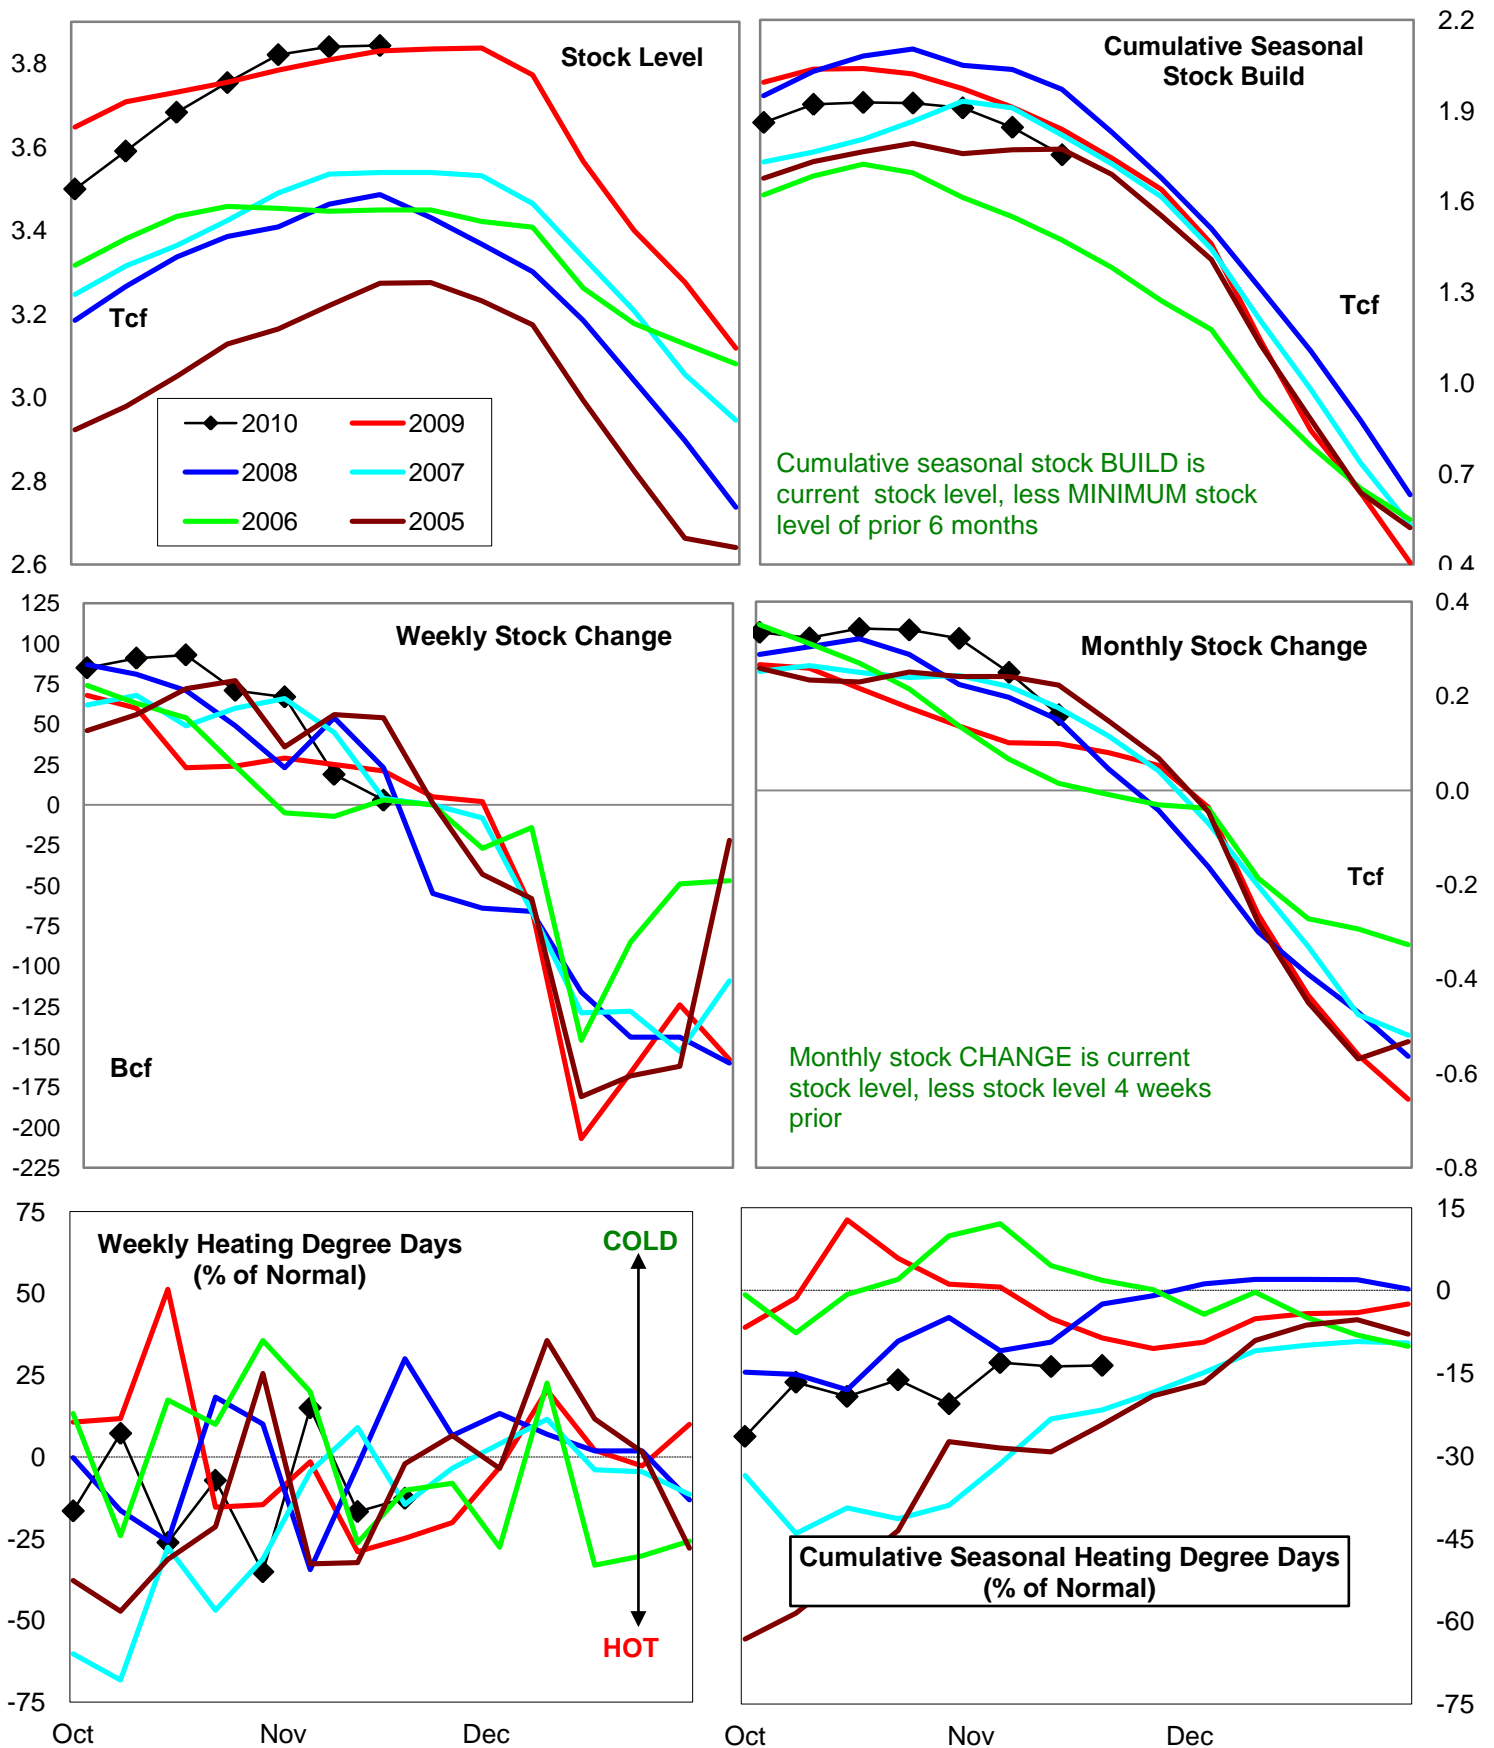 Stock Level
3.8
3.6
3.4
3.2
3.0
2.8
2.6
Tcf
2010
2009
2008
2007
2006
2005
Cumulative Seasonal
Stock Build
2.2
1.9
1.6
1.3
1.0
0.7
0.4
Tcf
Cumulative seasonal stock BUILD is
current stock level, less MINIMUM stock
level of prior 6 months
Weekly Stock Change
125
100
75
50
25
0
-25
-50
-75
-100
-125
-150
-175
-200
-225
Bcf
Monthly Stock Change
0.4
0.2
0.0
-0.2
-0.4
-0.6
-0.8
Tcf
Monthly stock CHANGE is current
stock level, less stock level 4 weeks
prior
Weekly Heating Degree Days
(% of Normal)
COLD
HOT
75
50
25
0
-25
-50
-75
Oct
Nov
Dec
15
0
-15
-30
-45
-60
-75
Cumulative Seasonal Heating Degree Days
(% of Normal)
Oct
Nov
Dec